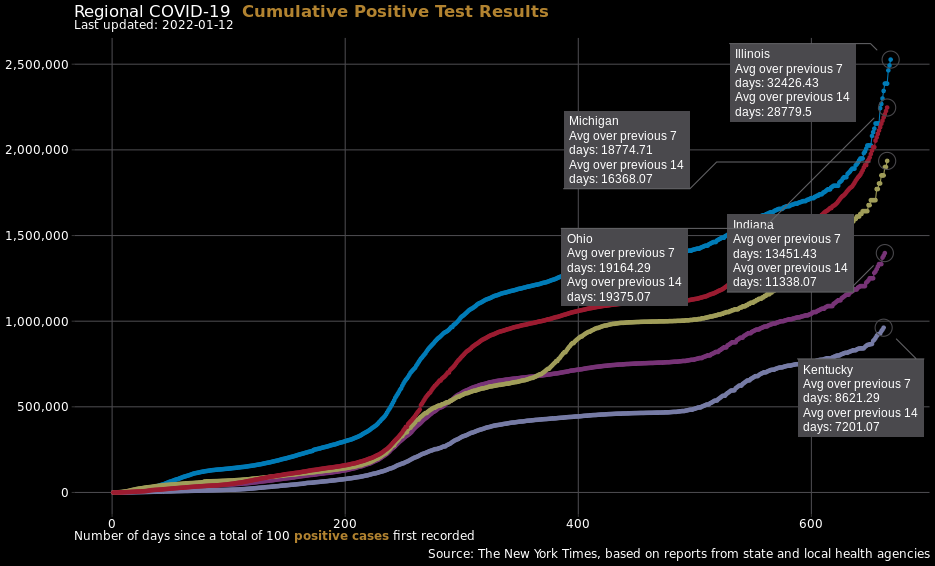 Regional COVID-19 Cumulative Positive Test Results
Last updated: 2022-01-12
2,500,000
2,000,000
1,500,000
1,000,000
500,000
0
Illinois
Avg over previous 7
days: 32426.43
Avg over previous 14
days: 28779.5
Michigan
Avg over previous 7
days: 18774.71
Avg over previous 14
days: 16368.07
Ohio
Avg over previous 7
days: 19164.29
Avg over previous 14
days: 19375.07
Indiana
Avg over previous 7
days: 13451.43
Avg over previous 14
days: 11338.07
Kentucky
Avg over previous 7
days: 8621.29
Avg over previous 14
days: 7201.07
0
200
400
600
Number of days since a total of 100 positive cases first recorded
Source: The New York Times, based on reports from state and local health agencies